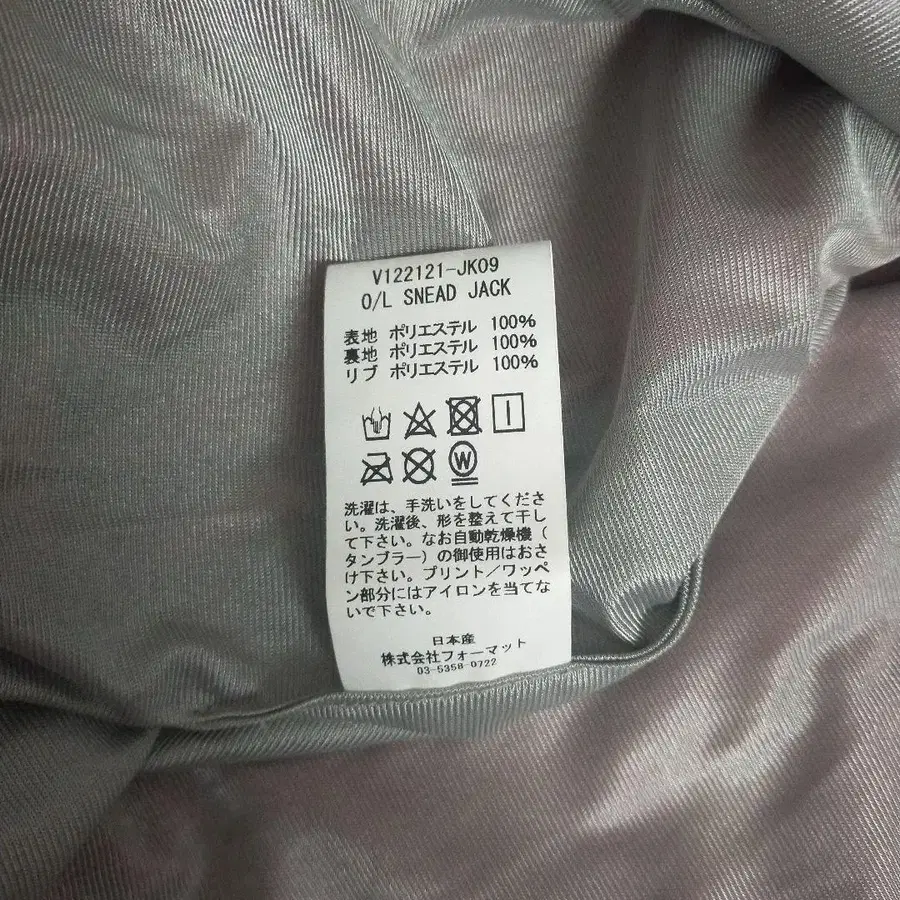 V122121-JK09
O/L SNEAD JACK
表地 ポリエステル 100%
裏地 ポリエステル 100%
リブ ポリエステル 100%
W
洗濯は、手洗いをしてくださ
い。洗濯後、形を整えて干し
て下さい。なお自動乾燥機（
タンブラー）の御使用はおさ
け下さい。プリント／ワッペ
ン部分にはアイロンを当てな
いで下さい。
日本産
株式会社フォーマット
03-5358-0722